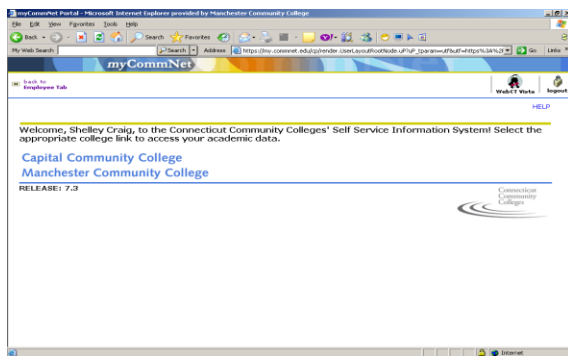 myCommNet Portal - Microsoft Internet Explorer provided by Manchester Community College
File Edit View Favorites Tools Help
Back Search Favorites
My Web Search Search Address Go Links
myCommNet
back to
Employee Tab
WebCT Vista logout
HELP
Welcome, Shelley Craig, to the Connecticut Community Colleges' Self Service Information System! Select the
appropriate college link to access your academic data.
Capital Community College
Manchester Community College
RELEASE: 7.3
Connecticut
Community
Colleges
Internet